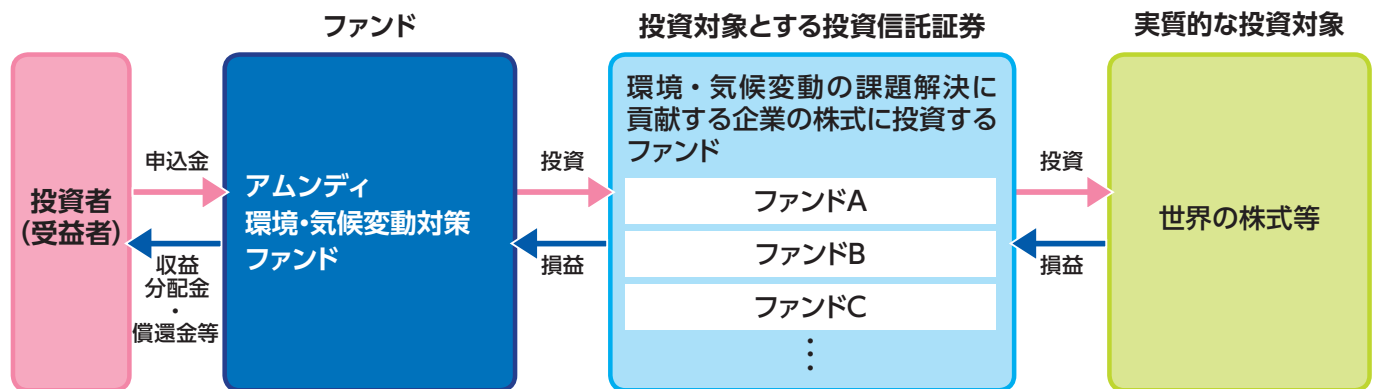 ファンド
投資対象とする投資信託証券
実質的な投資対象
投資者
(受益者)
申込金
収益
分配金
・
償還金等
アムンディ
環境・気候変動対策
ファンド
投資
損益
環境・気候変動の課題解決に
貢献する企業の株式に投資する
ファンド
ファンドA
ファンドB
ファンドC
⋮
投資
損益
世界の株式等